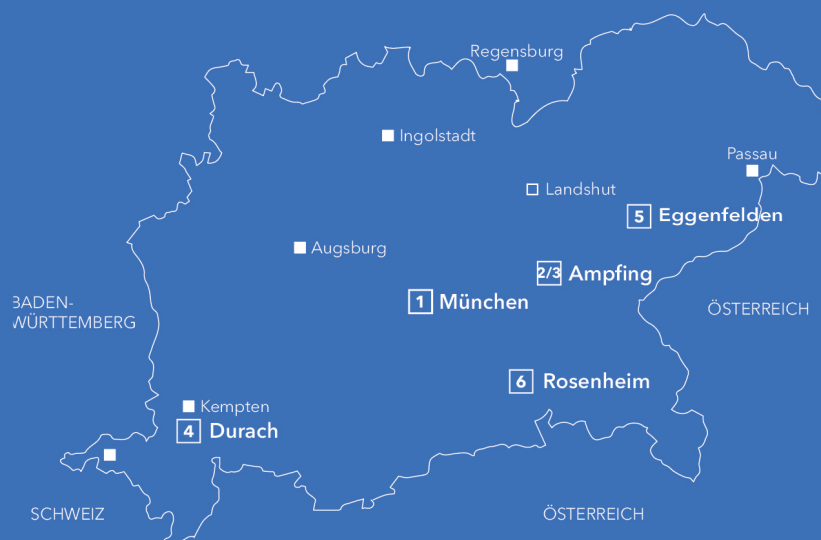 Regensburg
Ingolstadt
Passau
Landshut
5 Eggenfelden
Augsburg
2/3 Ampfing
1 München
BADEN-
WÜRTTEMBERG
ÖSTERREICH
6 Rosenheim
Kempten
4 Durach
SCHWEIZ
ÖSTERREICH